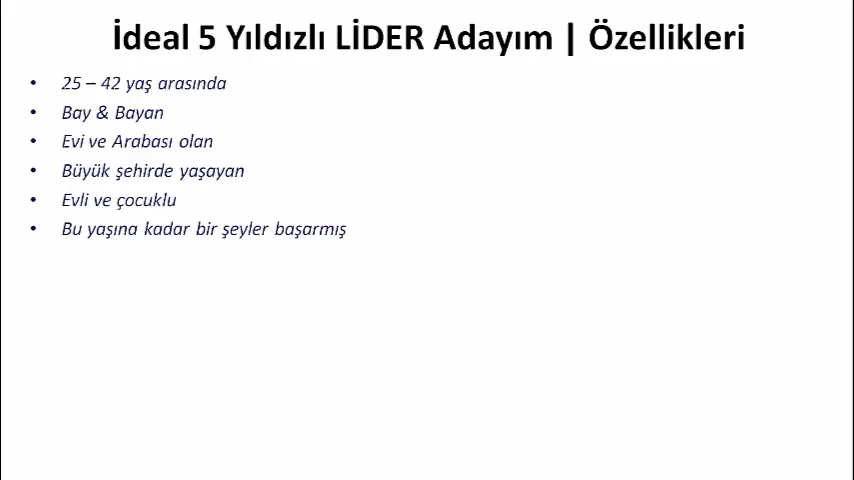 İdeal 5 Yıldızlı LİDER Adayım | Özellikleri
• 25 – 42 yaş arasında
• Bay & Bayan
• Evi ve Arabası olan
• Büyük şehirde yaşayan
• Evli ve çocuklu
• Bu yaşına kadar bir şeyler başarmış